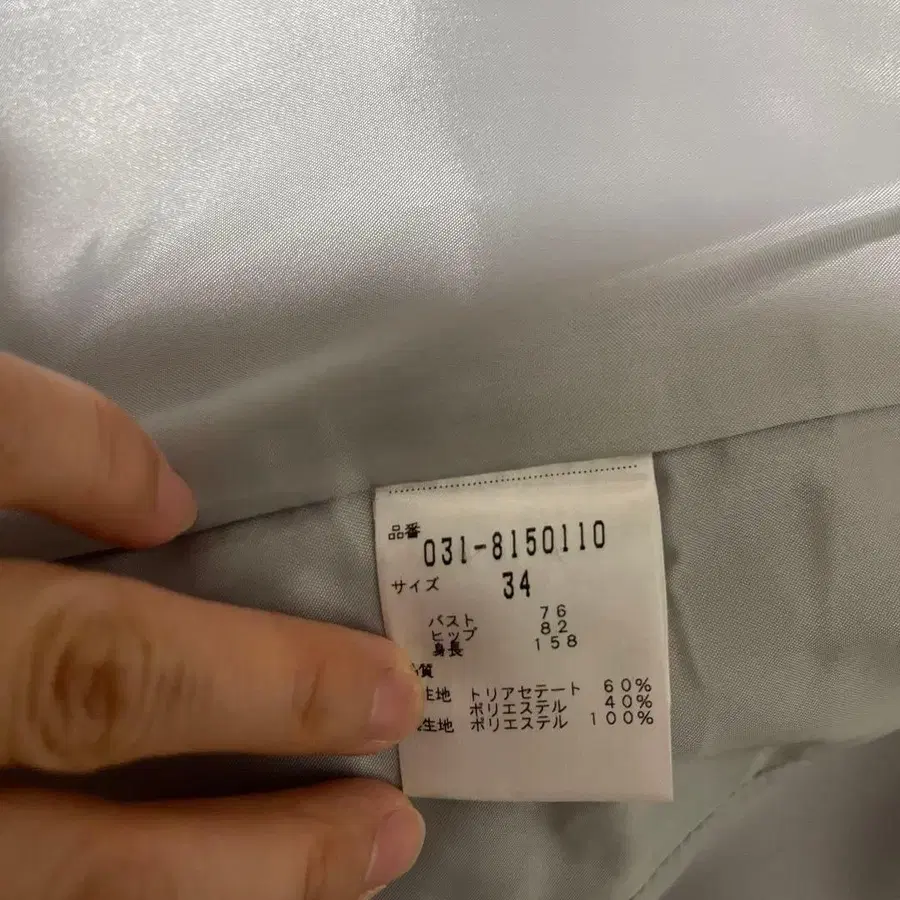 品番
031-8150110
サイズ 34
バスト 76
ヒップ 82
身長 158
質
生地 トリアセテート 60%
ポリエステル 40%
生地 ポリエステル 100%